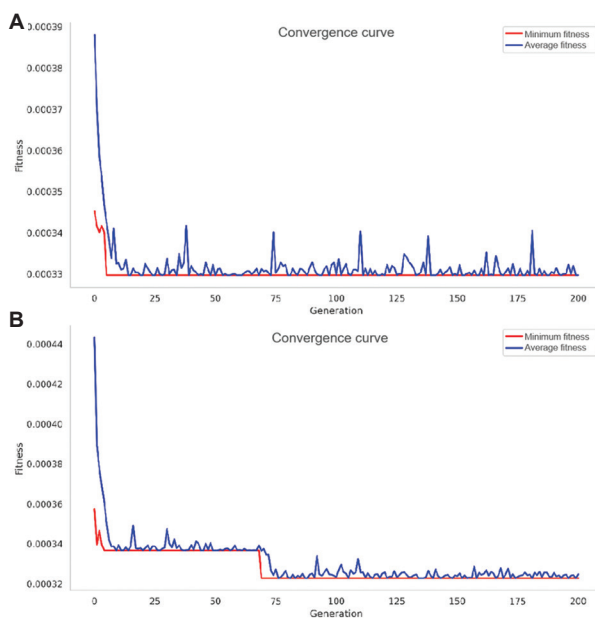 A
Convergence curve
Minimum fitness
Average fitness
0.00039
0.00038
0.00037
0.00036
0.00035
0.00034
0.00033
Fitness
0 25 50 75 100 125 150 175 200
Generation
B
Convergence curve
Minimum fitness
Average fitness
0.00044
0.00042
0.00040
0.00038
0.00036
0.00034
0.00032
Fitness
0 25 50 75 100 125 150 175 200
Generation